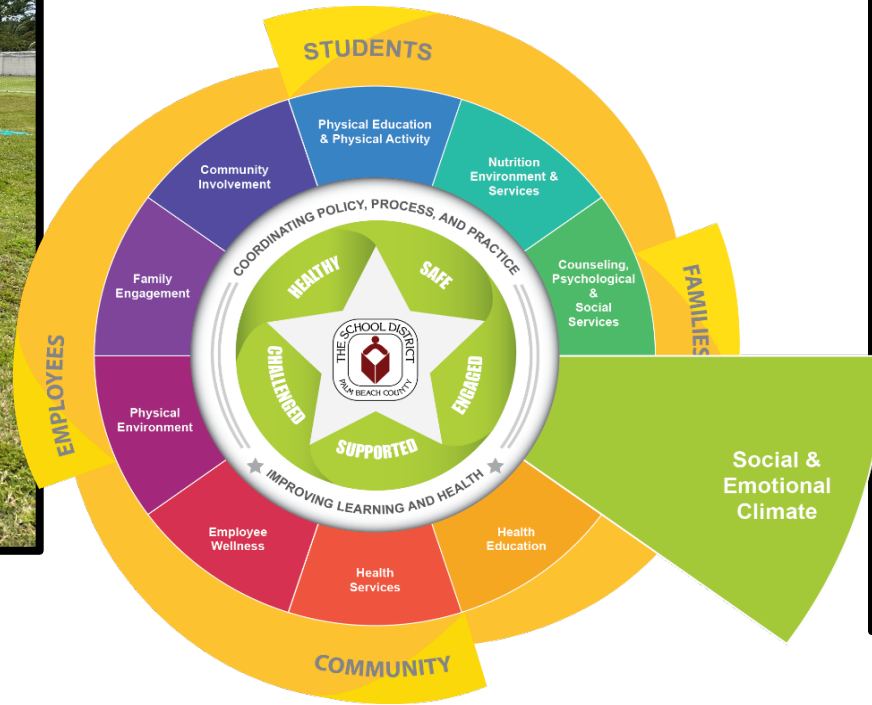 STUDENTS
Physical Education
& Physical Activity
Nutrition
Environment &
Services
Counseling,
Psychological
&
Social
Services
FAMILIES
Social &
Emotional
Climate
Health
Education
Health
Services
Employee
Wellness
Physical
Environment
Family
Engagement
Community
Involvement
EMPLOYEES
COMMUNITY
COORDINATING POLICY, PROCESS, AND PRACTICE
IMPROVING LEARNING AND HEALTH
HEALTHY
SAFE
ENGAGED
SUPPORTED
CHALLENGED
THE SCHOOL DISTRICT
PALM BEACH COUNTY